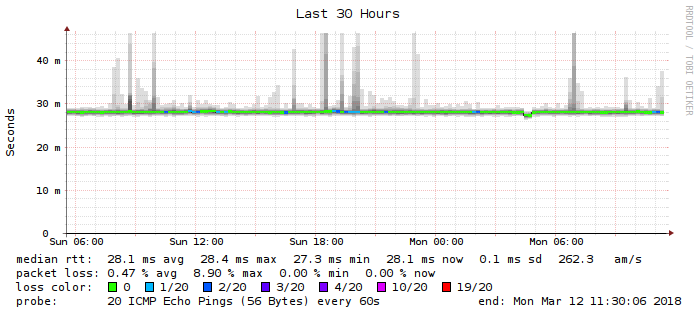 Last 30 Hours
RRDTOOL / TOBI OETIKER
Seconds
40 m
30 m
20 m
10 m
0
Sun 06:00 Sun 12:00 Sun 18:00 Mon 00:00 Mon 06:00
median rtt: 28.1 ms avg 28.4 ms max 27.3 ms min 28.1 ms now 0.1 ms sd 262.3 am/s
packet loss: 0.47 % avg 8.90 % max 0.00 % min 0.00 % now
loss color: 0 1/20 2/20 3/20 4/20 10/20 19/20
probe: 20 ICMP Echo Pings (56 Bytes) every 60s end: Mon Mar 12 11:30:06 2018